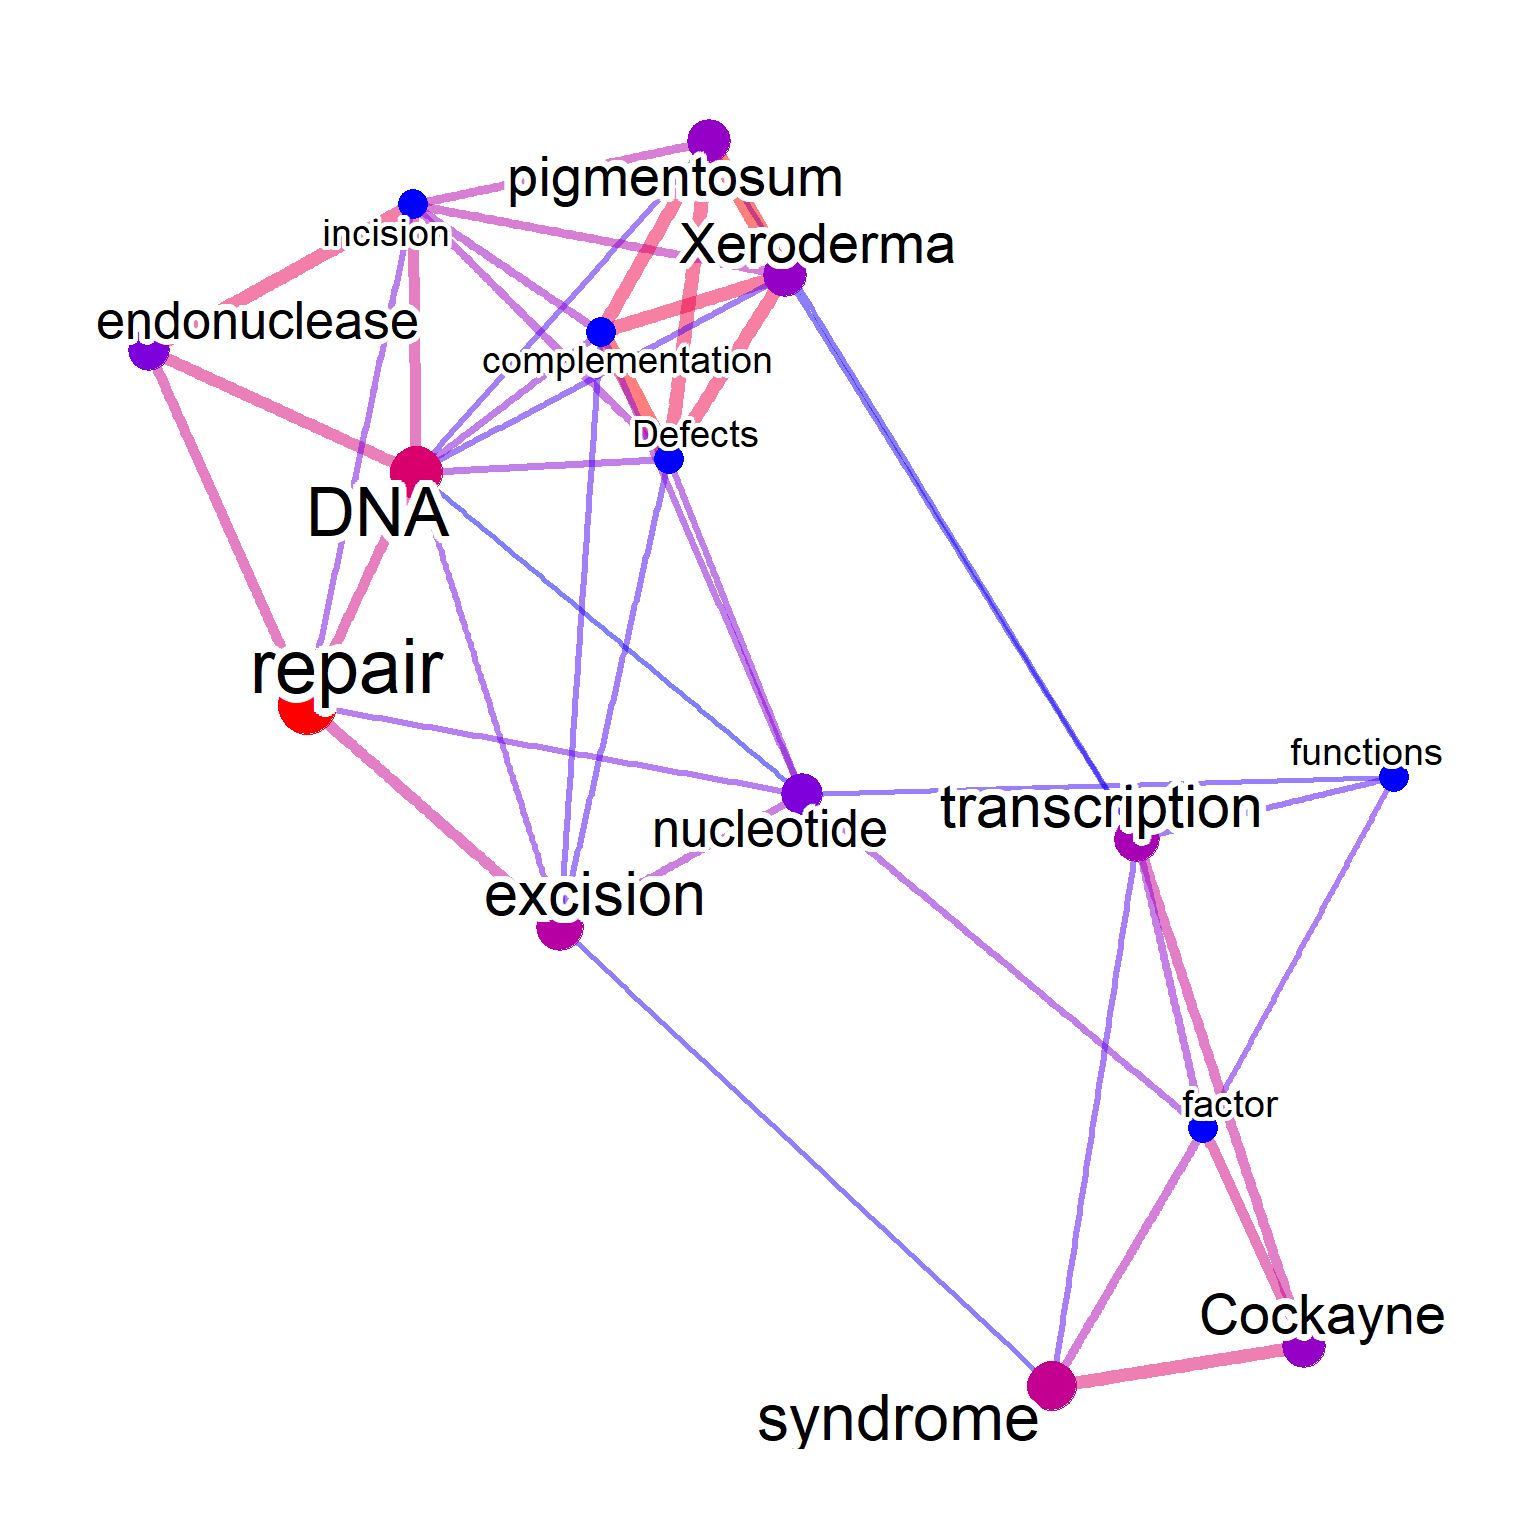 pigmentosum
incision
Xeroderma
endonuclease
complementation
Defects
DNA
repair
functions
transcription
nucleotide
excision
factor
Cockayne
syndrome